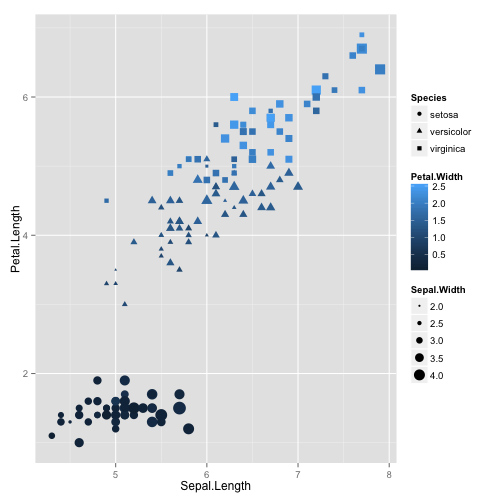 6
4
2
Petal.Length
5
6
7
8
Sepal.Length
Species
setosa
versicolor
virginica
Petal.Width
2.5
2.0
1.5
1.0
0.5
Sepal.Width
2.0
2.5
3.0
3.5
4.0